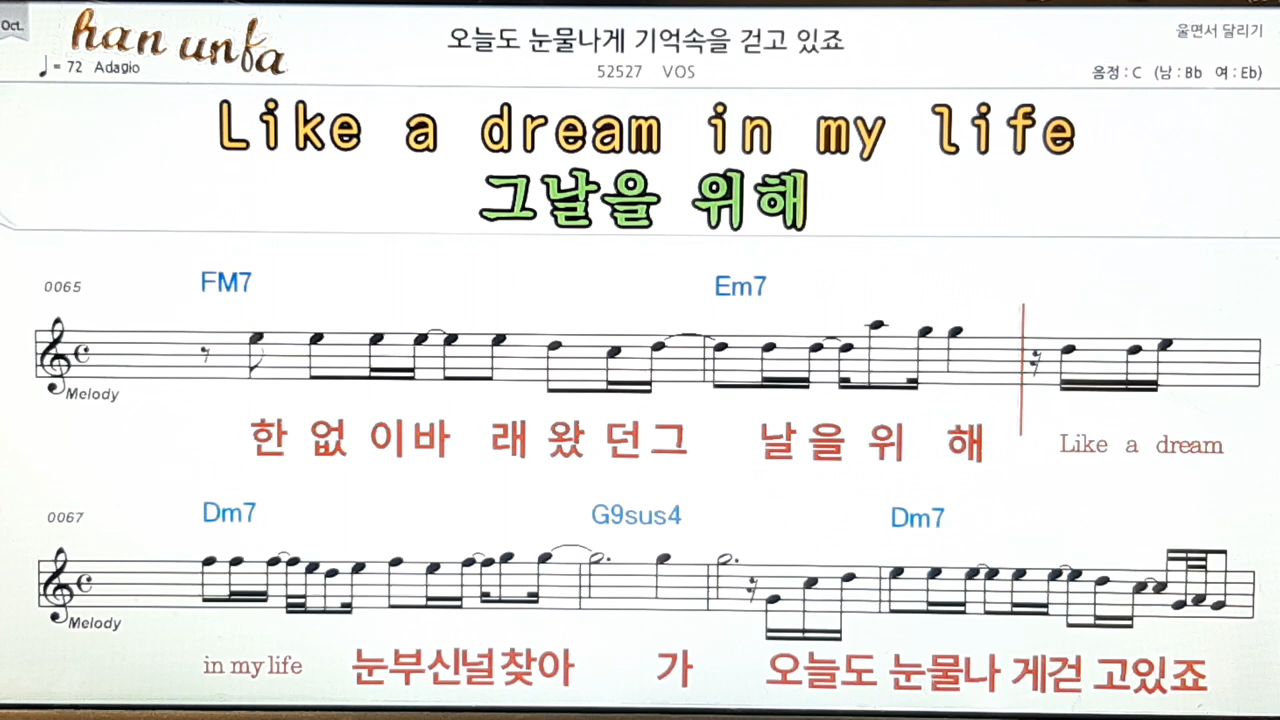 Oct.
han unfa
오늘도 눈물나게 기억속을 걷고 있죠
울면서 달리기
♩= 72 Adagio
52527 VOS
음정 : C (남 : Bb 여 : Eb)
Like a dream in my life
그날을 위해
0065
FM7 Em7
Melody
한 없 이바 래 왔 던그 날을 위 해 Like a dream
0067
Dm7 G9sus4 Dm7
Melody
in my life 눈부신널찾아 가 오늘도 눈물나 게걷 고있죠